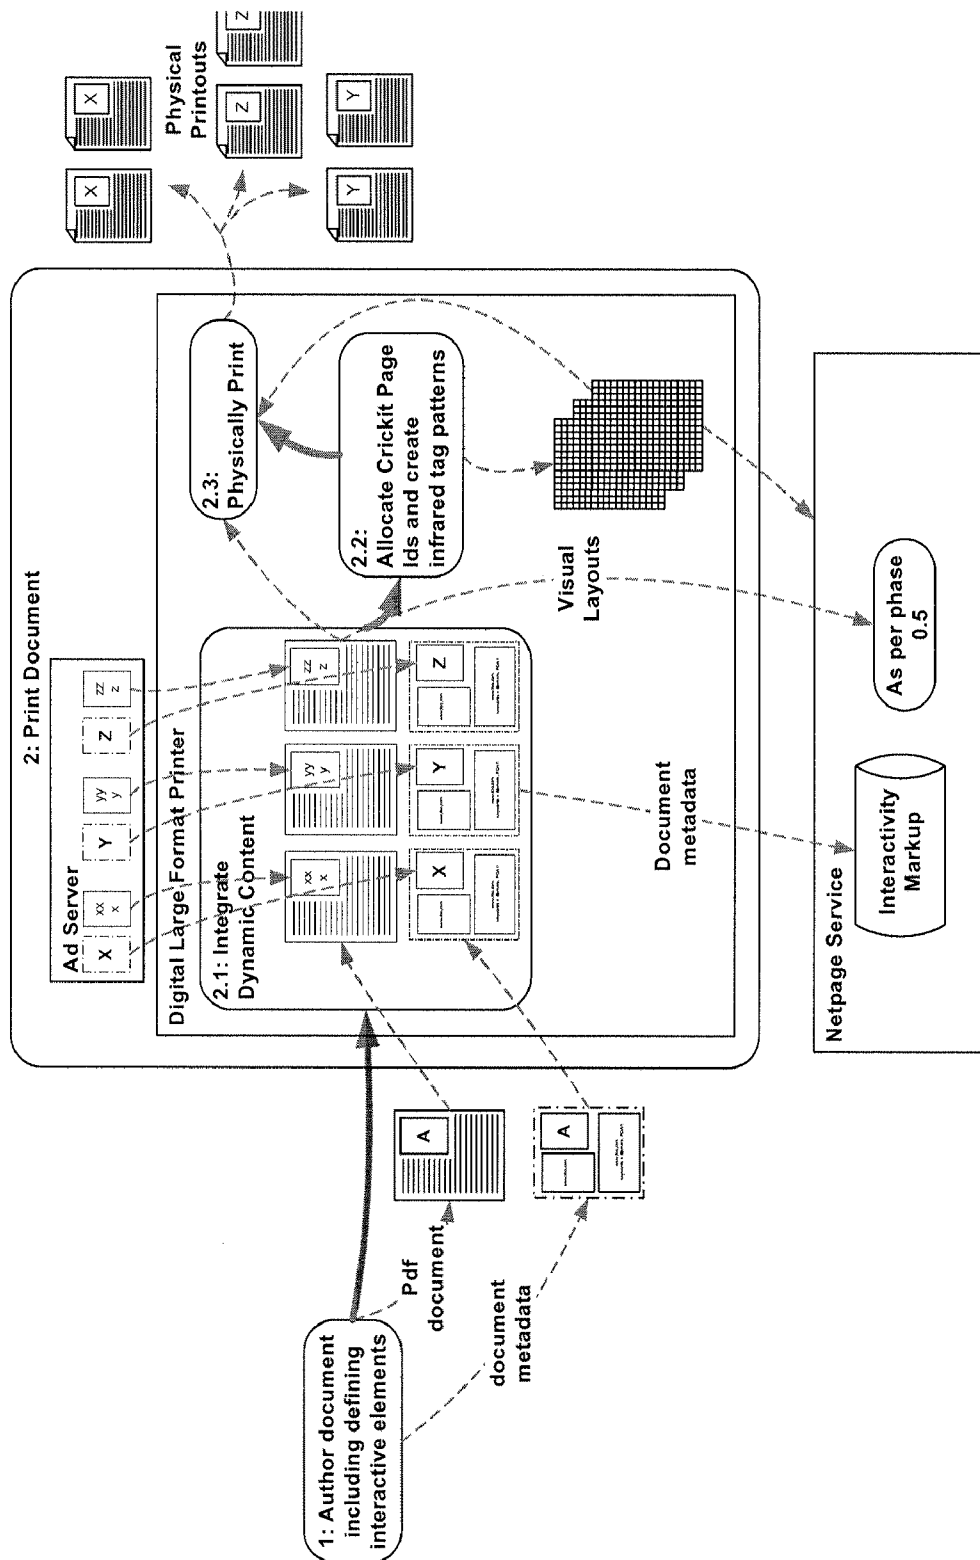 2: Print Document
Ad Server
X
xx
x
Y
yy
y
Z
zz
z
Digital Large Format Printer
2.1: Integrate
Dynamic Content
xx
x
yy
y
zz
z
X
Y
Z
2.2:
Allocate Crickit Page
Ids and create
infrared tag patterns
2.3:
Physically Print
Physical
Printouts
X
X
Z
Z
Y
Y
1: Author document
including defining
interactive elements
Pdf
document
A
document
metadata
A
Document
metadata
Visual
Layouts
Netpage Service
Interactivity
Markup
As per phase
0.5